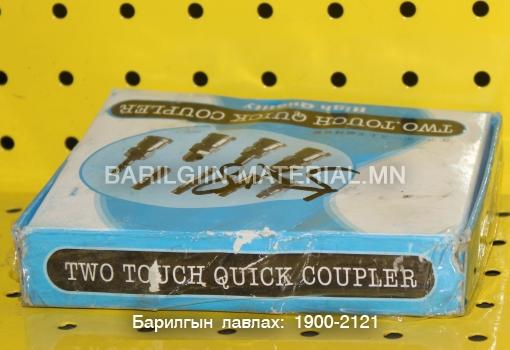 TWO TOUCH QUICK COUPLER
High Quality
BARILGIIN-MATERIAL.MN
TWO TOUCH QUICK COUPLER
Барилгын лавлах: 1900-2121